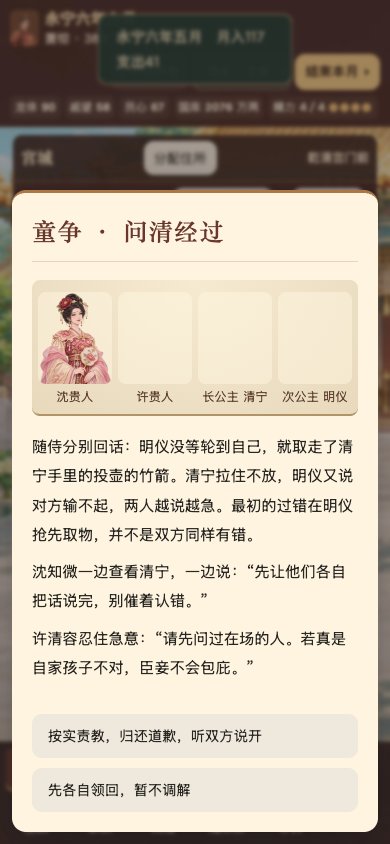 永宁六年五月 月入117
支出41
结束本月
宫城
分配住所
童争 · 问清经过
沈贵人
许贵人
长公主 清宁
次公主 明仪
随侍分别回话：明仪没等轮到自己，就取走了清
宁手里的投壶的竹箭。清宁拉住不放，明仪又说
对方输不起，两人越说越急。最初的过错在明仪
抢先取物，并不是双方同样有错。
沈知微一边查看清宁，一边说：“先让他们各自
把话说完，别催着认错。”
许清容忍住急意：“请先问过在场的人。若真是
自家孩子不对，臣妾不会包庇。”
按实责教，归还道歉，听双方说开
先各自领回，暂不调解